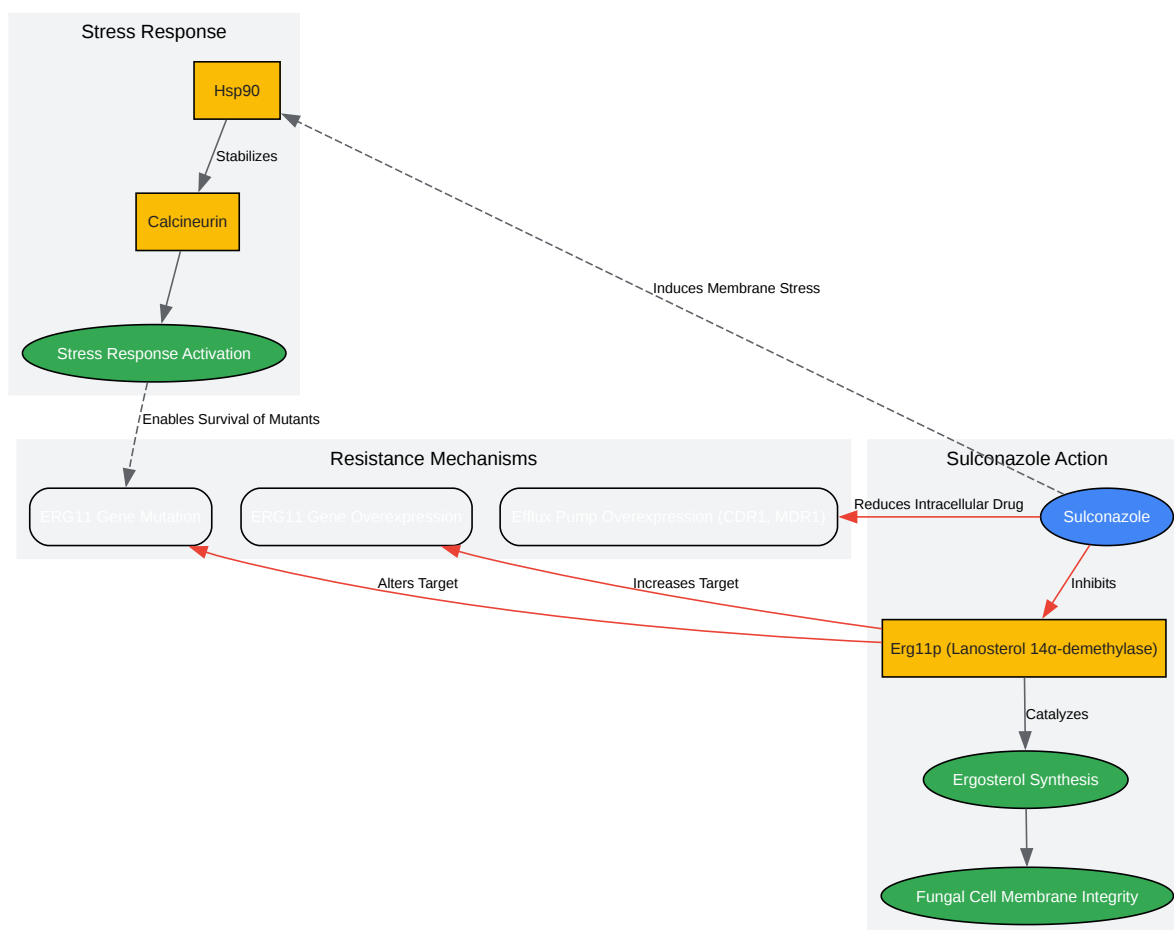 Stress Response
Hsp90
Stabilizes
Calcineurin
Induces Membrane Stress
Stress Response Activation
Enables Survival of Mutants
Resistance Mechanisms
Sulconazole Action
ERG11 Gene Mutation
ERG11 Gene Overexpression
Efflux Pump Overexpression (CDR1, MDR1)
Reduces Intracellular Drug
Sulconazole
Alters Target
Increases Target
Inhibits
Erg11p (Lanosterol 14α-demethylase)
Catalyzes
Ergosterol Synthesis
Fungal Cell Membrane Integrity